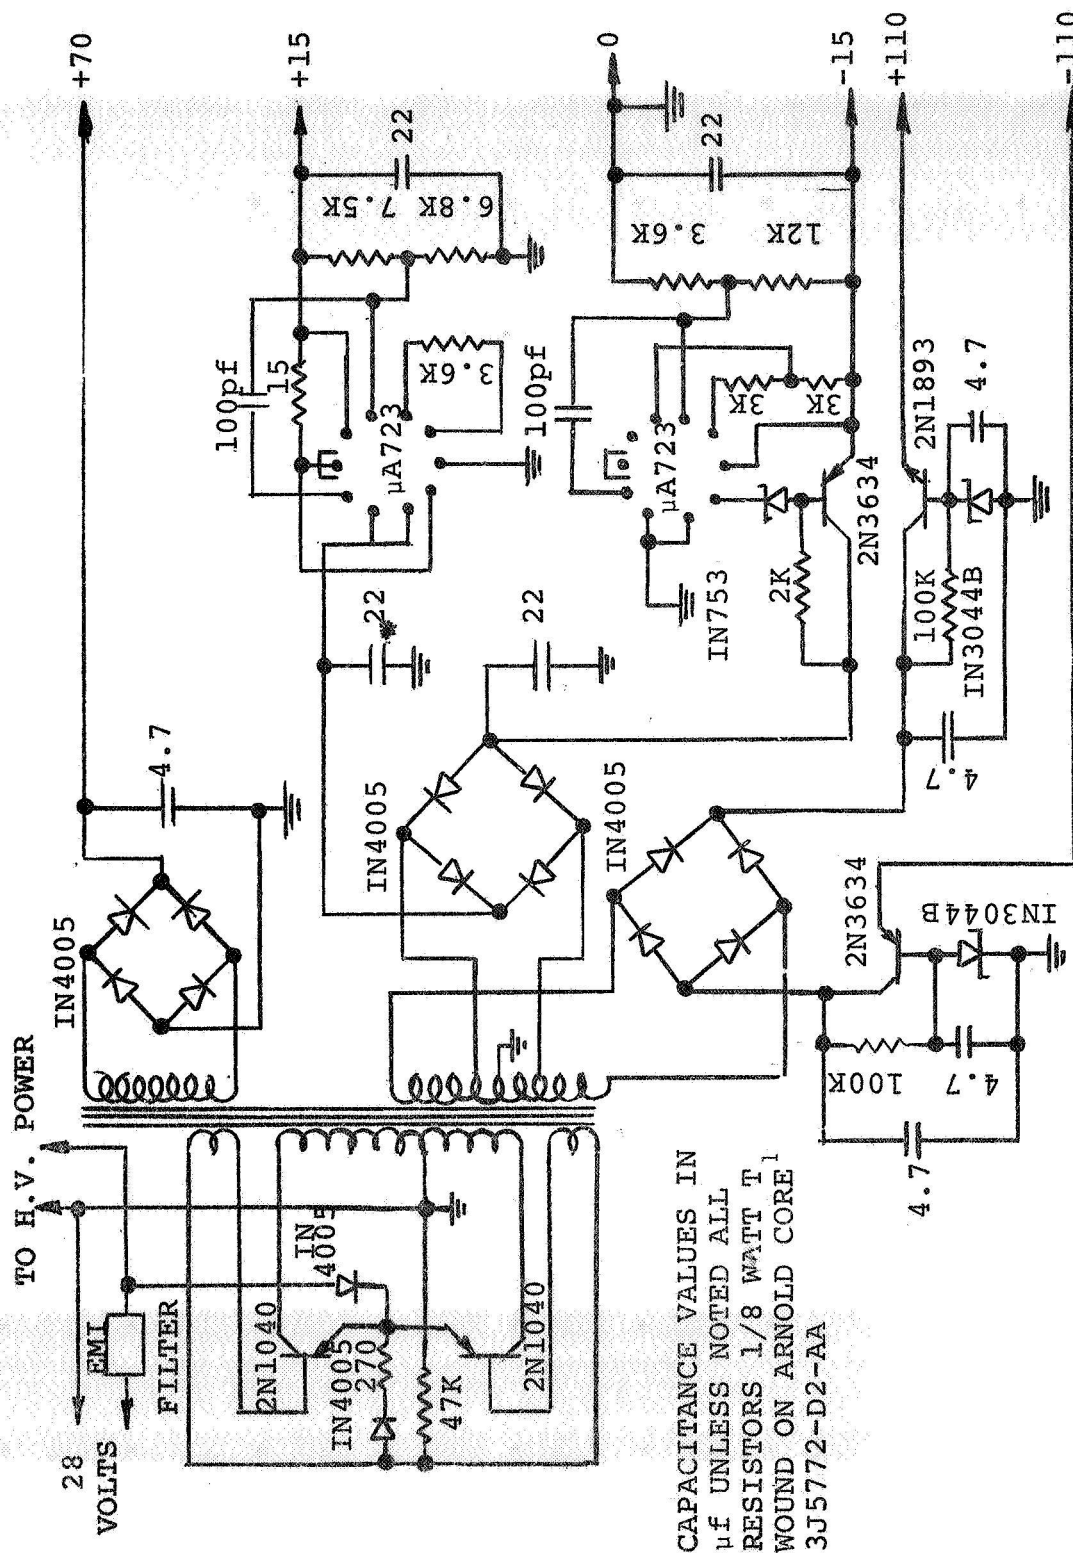 28
VOLTS
EMI
FILTER
TO H.V. POWER
2N1040
IN
4005
IN4005
270
47K
2N1040
IN4005
4.7
+70
IN4005
22
22
100pf
15
µA723
3.6K
7.5K
6.8K
22
+15
IN4005
100pf
µA723
IN753
2K
3K
3K
3.6K
12K
22
0
-15
2N3634
2N1893
100K
IN3044B
4.7
4.7
+110
2N3634
IN3044B
100K
4.7
4.7
-110
CAPACITANCE VALUES IN
µf UNLESS NOTED ALL
RESISTORS 1/8 WATT T1
WOUND ON ARNOLD CORE
3J5772-D2-AA